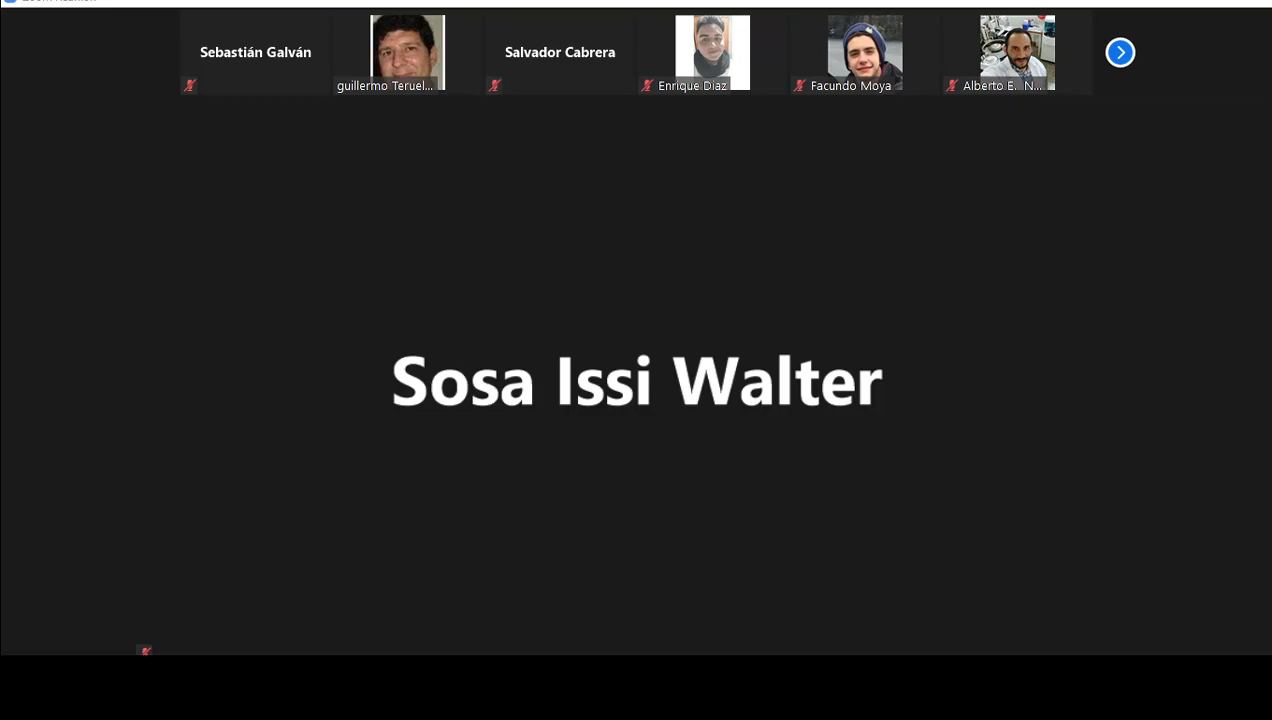 Sebastián Galván
guillermo Teruel...
Salvador Cabrera
Enrique Diaz
Facundo Moya
Alberto E. N...
Sosa Issi Walter